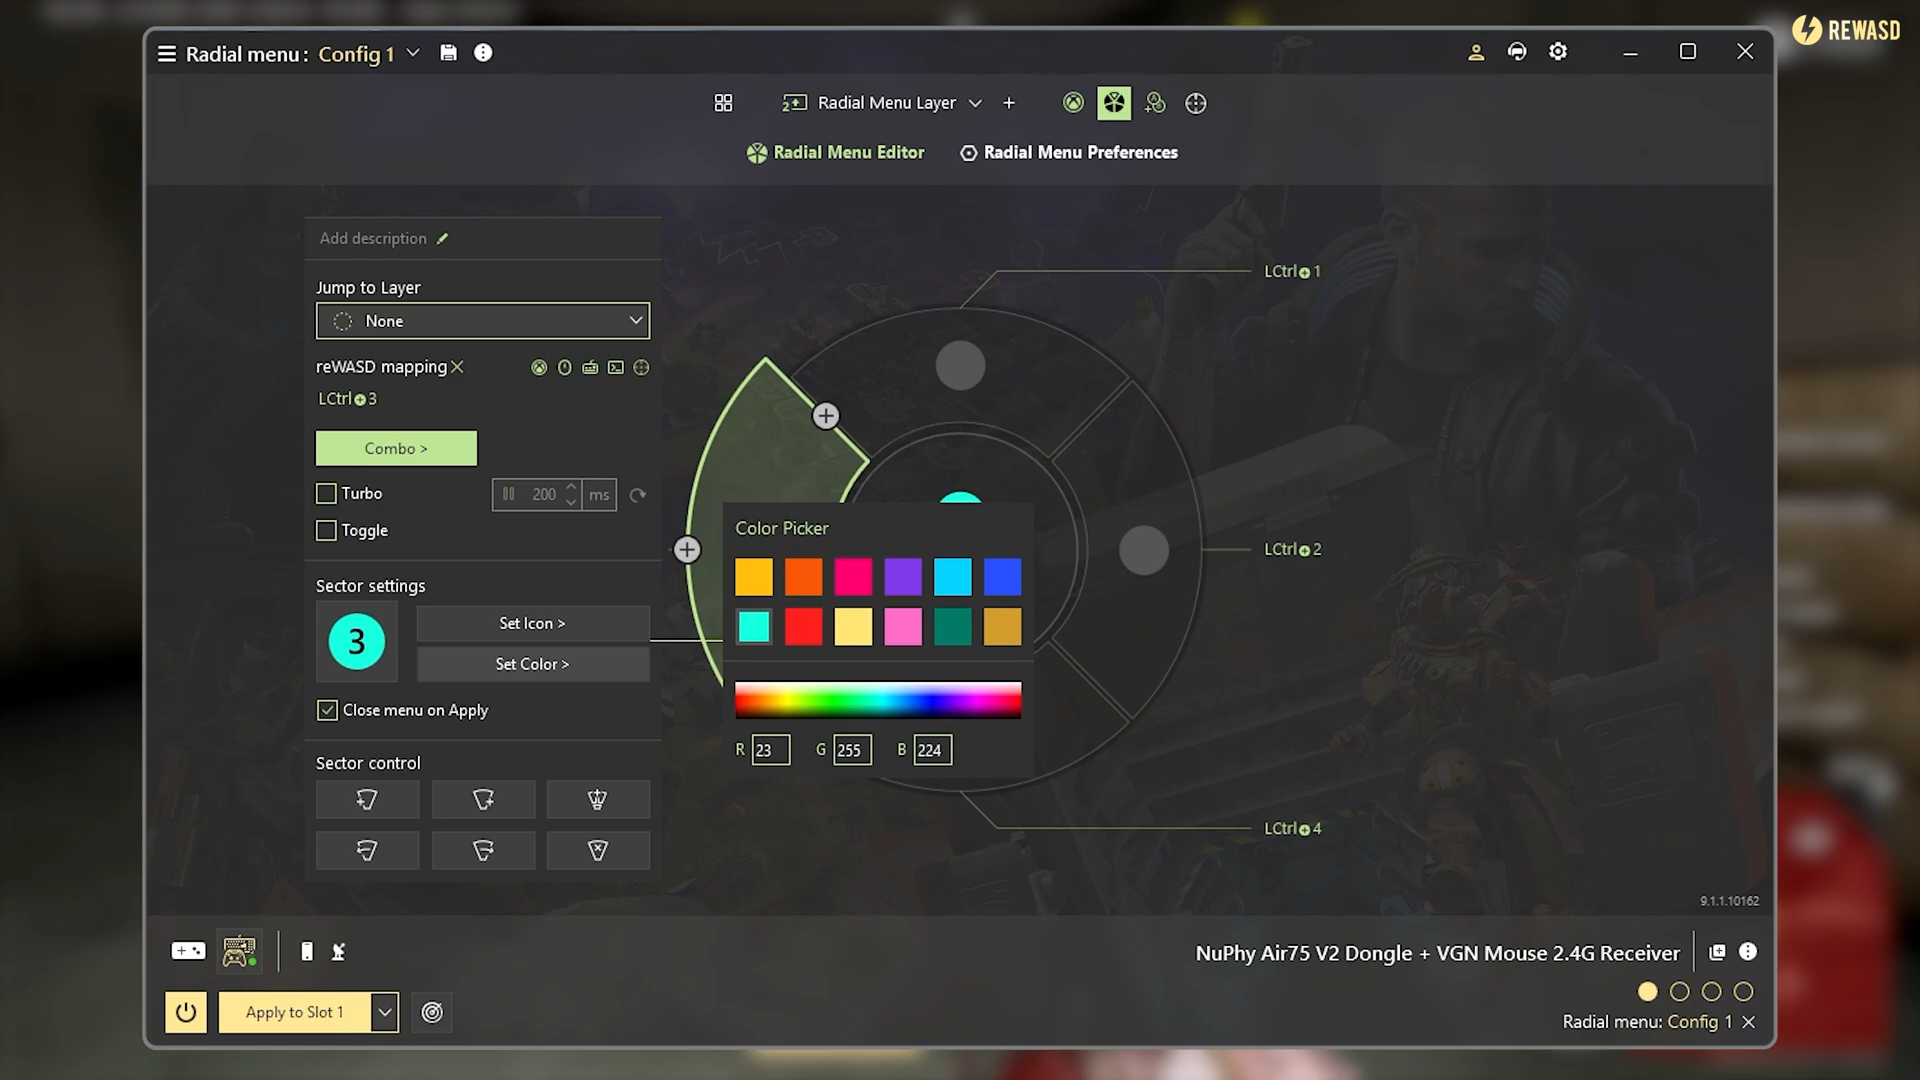 REWASD
Radial menu: Config 1
Radial Menu Layer
Radial Menu Editor
Radial Menu Preferences
Add description
Jump to Layer
None
reWASD mapping
LCtrl 3
Combo >
Turbo
200 ms
Toggle
Sector settings
3
Set Icon >
Set Color >
Close menu on Apply
Sector control
LCtrl 1
LCtrl 2
LCtrl 4
Color Picker
R 23 G 255 B 224
9.1.1.10162
NuPhy Air75 V2 Dongle + VGN Mouse 2.4G Receiver
Apply to Slot 1
Radial menu: Config 1